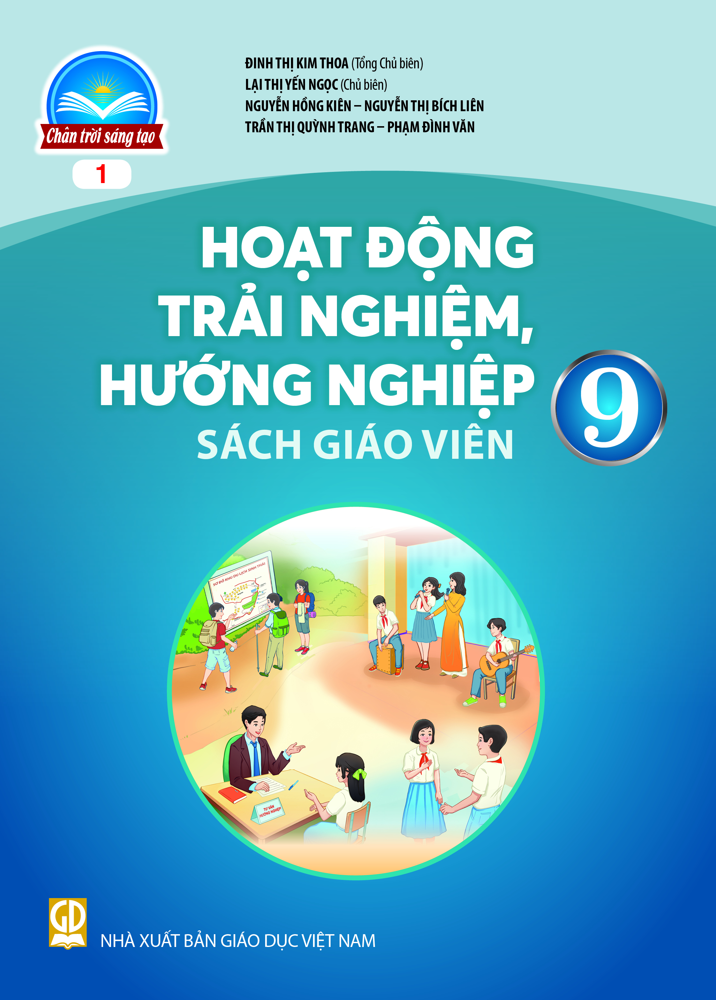 ĐINH THỊ KIM THOA (Tổng Chủ biên)
LẠI THỊ YẾN NGỌC (Chủ biên)
NGUYỄN HỒNG KIÊN – NGUYỄN THỊ BÍCH LIÊN
TRẦN THỊ QUỲNH TRANG – PHẠM ĐÌNH VĂN
Chân trời sáng tạo
1
HOẠT ĐỘNG
TRẢI NGHIỆM,
HƯỚNG NGHIỆP
9
SÁCH GIÁO VIÊN
SƠ ĐỒ KHU DU LỊCH SINH THÁI
TƯ VẤN
HƯỚNG NGHIỆP
GD
NHÀ XUẤT BẢN GIÁO DỤC VIỆT NAM